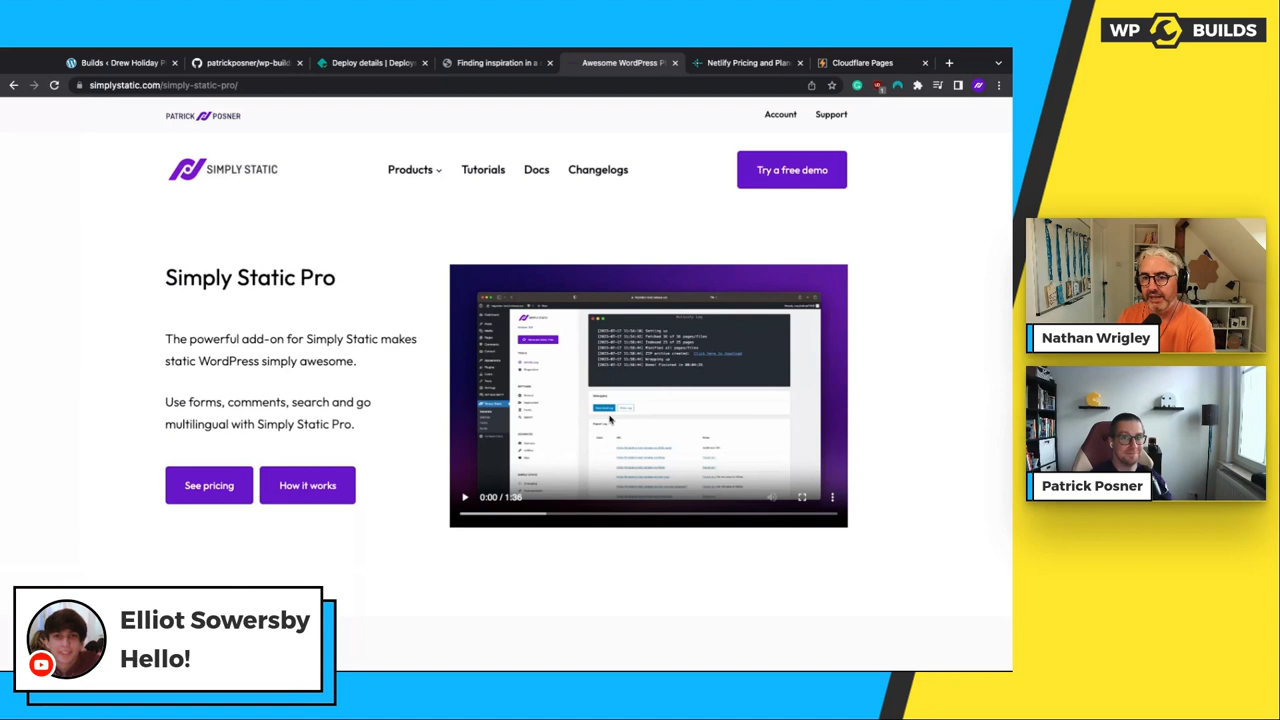 WP BUILDS
Builds ‹ Drew Holiday P
patrickposner/wp-build
Deploy details | Deploys
Finding inspiration in e
Awesome WordPress P
Netlify Pricing and Plan
Cloudflare Pages
simplystatic.com/simply-static-pro/
PATRICK POSNER
Account
Support
SIMPLY STATIC
Products
Tutorials
Docs
Changelogs
Try a free demo
Simply Static Pro
The powerful add-on for Simply Static makes
static WordPress simply awesome.
Use forms, comments, search and go
multilingual with Simply Static Pro.
See pricing
How it works
0:00 / 1:36
Nathan Wrigley
Patrick Posner
Elliot Sowersby
Hello!